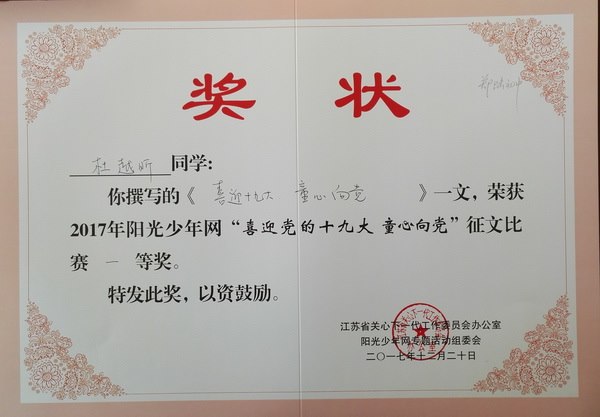 奖 状
杜越昕 同学:
你撰写的《 喜迎十九大 童心向党 》一文,荣获
2017年阳光少年网“喜迎党的十九大 童心向党”征文比
赛 一 等奖。
特发此奖,以资鼓励。
江苏省关心下一代工作委员会办公室
阳光少年网专题活动组委会
二〇一七年十二月二十日